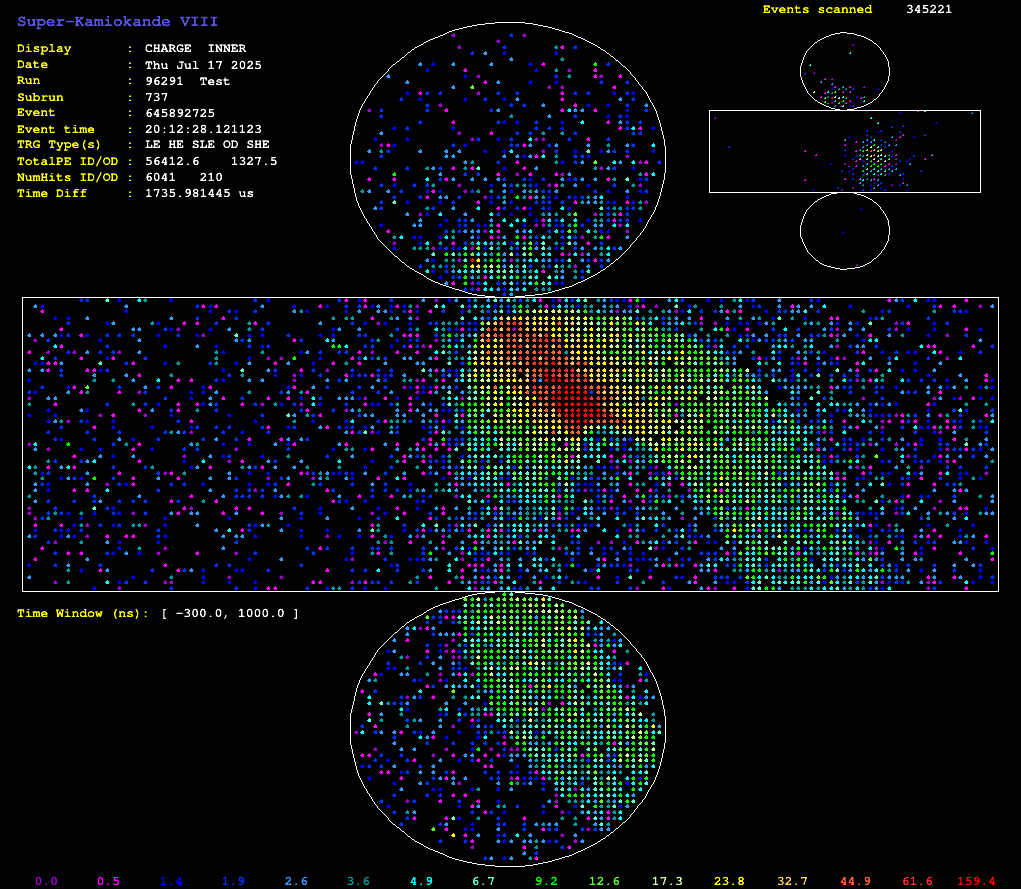 Super-Kamiokande VIII
Events scanned 345221
Display : CHARGE INNER
Date : Thu Jul 17 2025
Run : 96291 Test
Subrun : 737
Event : 645892725
Event time : 20:12:28.121123
TRG Type(s) : LE HE SLE OD SHE
TotalPE ID/OD : 56412.6 1327.5
NumHits ID/OD : 6041 210
Time Diff : 1735.981445 us
Time Window (ns): [ -300.0, 1000.0 ]
0.0 0.5 1.4 1.9 2.6 3.6 4.9 6.7 9.2 12.6 17.3 23.8 32.7 44.9 61.6 159.4